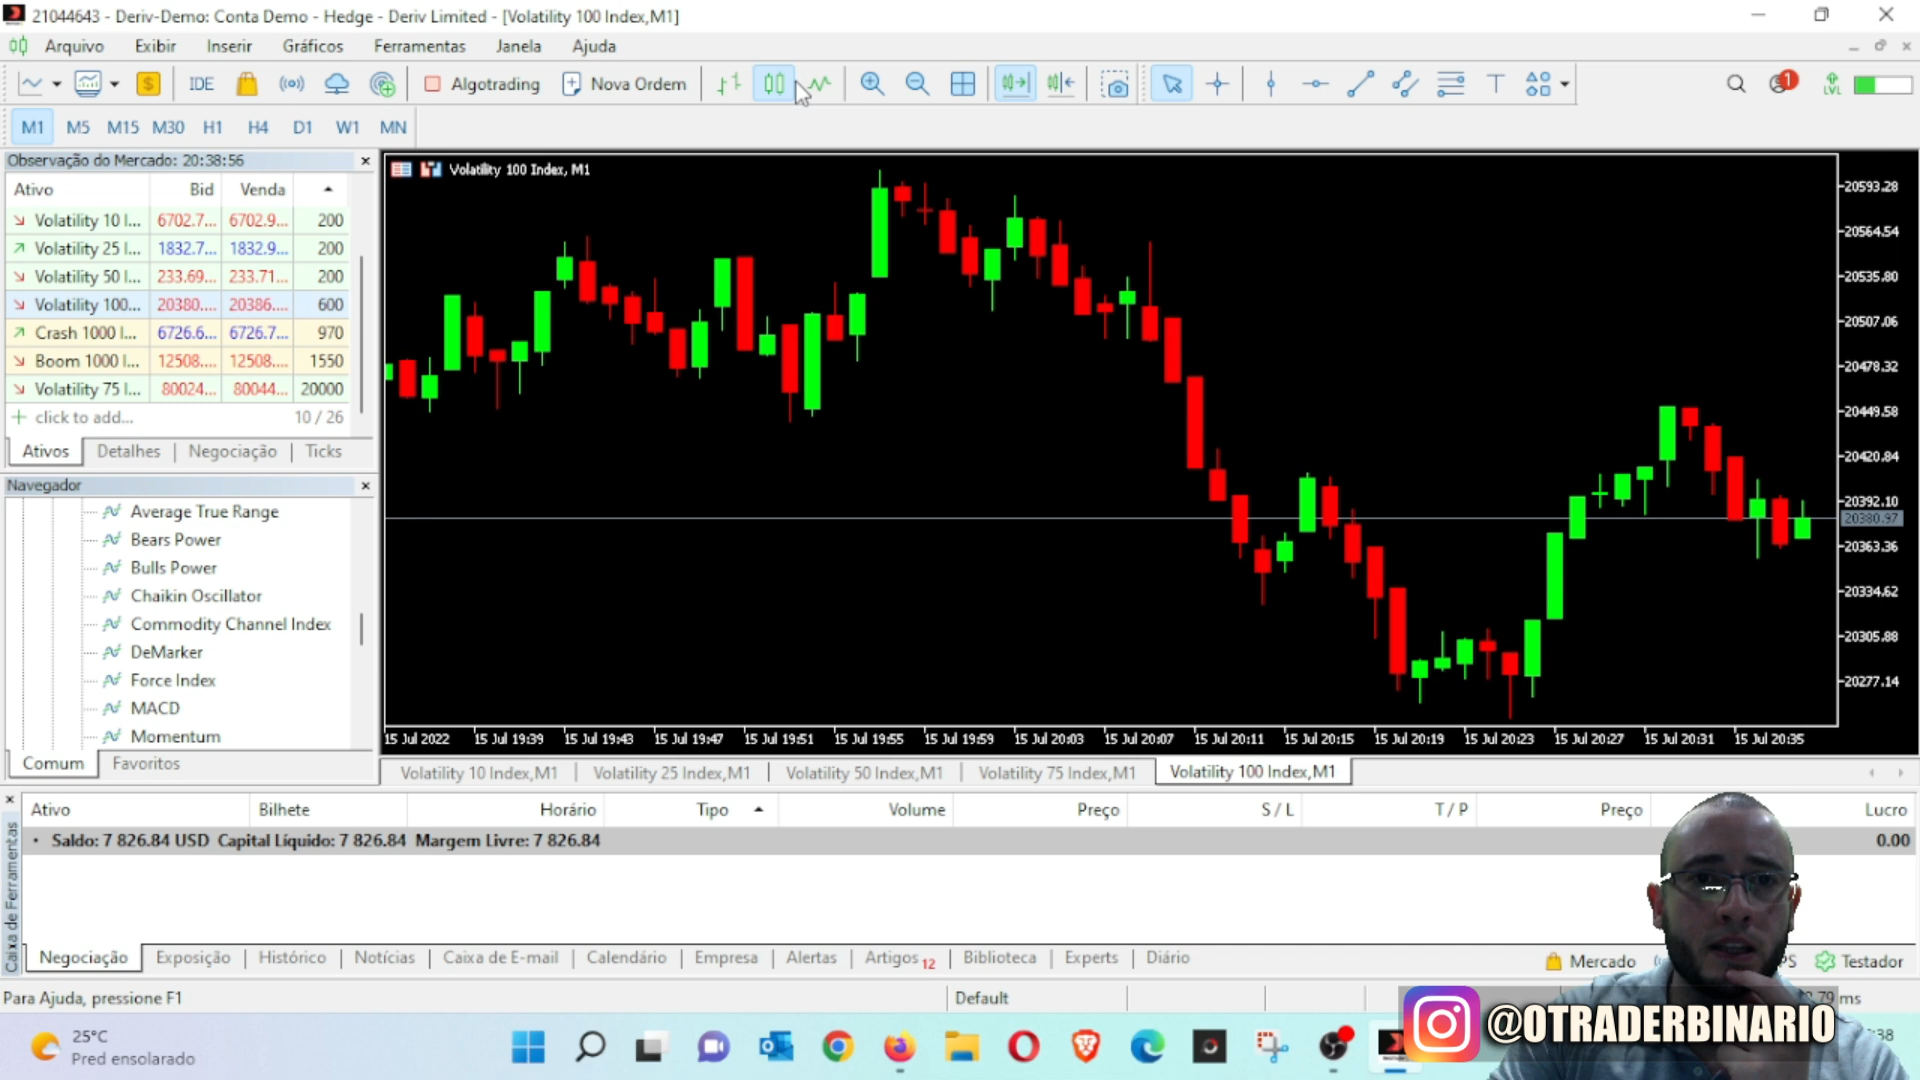 21044643 - Deriv-Demo: Conta Demo - Hedge - Deriv Limited - [Volatility 100 Index,M1]
Arquivo Exibir Inserir Gráficos Ferramentas Janela Ajuda
IDE Algotrading Nova Ordem T 1 LVL
M1 M5 M15 M30 H1 H4 D1 W1 MN
Observação do Mercado: 20:38:56
Ativo Bid Venda
Volatility 10 I... 6702.7... 6702.9... 200
Volatility 25 I... 1832.7... 1832.9... 200
Volatility 50 I... 233.69... 233.71... 200
Volatility 100... 20380.... 20386.... 600
Crash 1000 I... 6726.6... 6726.7... 970
Boom 1000 I... 12508.... 12508.... 1550
Volatility 75 I... 80024... 80044... 20000
click to add... 10 / 26
Ativos Detalhes Negociação Ticks
Navegador
Average True Range
Bears Power
Bulls Power
Chaikin Oscillator
Commodity Channel Index
DeMarker
Force Index
MACD
Momentum
Comum Favoritos
Volatility 100 Index, M1
20593.28
20564.54
20535.80
20507.06
20478.32
20449.58
20420.84
20392.10
20380.97
20363.36
20334.62
20305.88
20277.14
15 Jul 2022 15 Jul 19:39 15 Jul 19:43 15 Jul 19:47 15 Jul 19:51 15 Jul 19:55 15 Jul 19:59 15 Jul 20:03 15 Jul 20:07 15 Jul 20:11 15 Jul 20:15 15 Jul 20:19 15 Jul 20:23 15 Jul 20:27 15 Jul 20:31 15 Jul 20:35
Volatility 10 Index,M1 Volatility 25 Index,M1 Volatility 50 Index,M1 Volatility 75 Index,M1 Volatility 100 Index,M1
Caixa de Ferramentas
Ativo Bilhete Horário Tipo Volume Preço S / L T / P Preço Lucro
Saldo: 7 826.84 USD Capital Líquido: 7 826.84 Margem Livre: 7 826.84 0.00
Negociação Exposição Histórico Notícias Caixa de E-mail Calendário Empresa Alertas Artigos 12 Biblioteca Experts Diário Mercado PS Testador
Para Ajuda, pressione F1 Default ms
@OTRADERBINARIO
25°C
Pred ensolarado